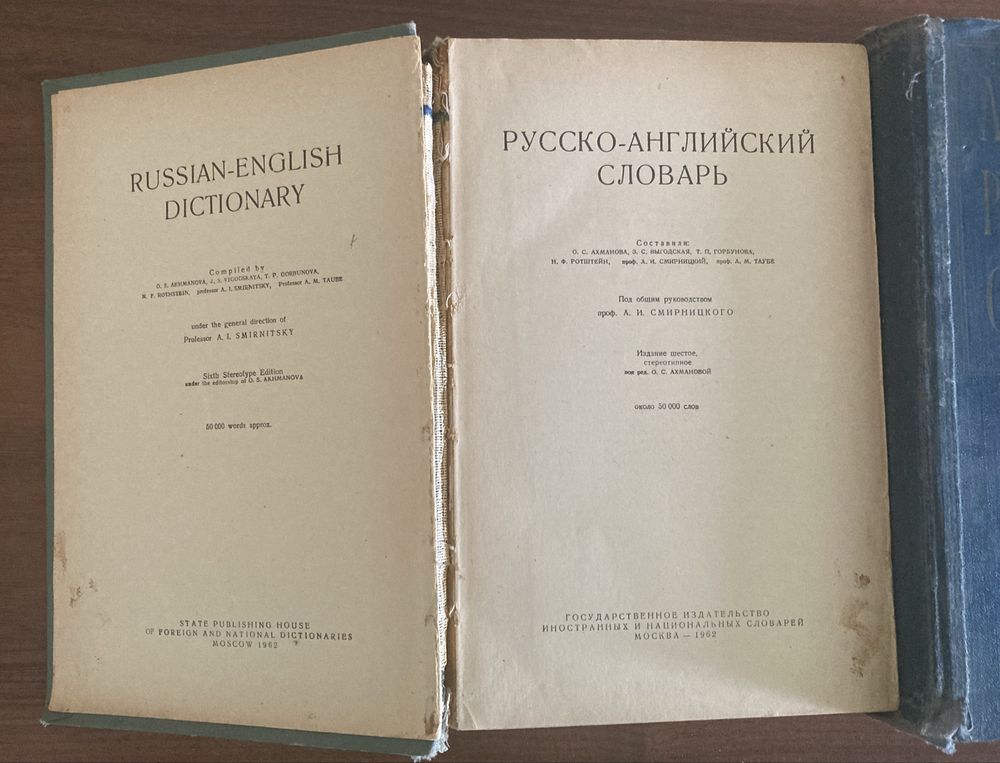 RUSSIAN-ENGLISH
DICTIONARY
Compiled by
O. S. AKHMANOVA, J. S. VIGODSKAYA, T. P. GORBUNOVA,
N. F. ROTHSTEIN, professor A. I. SMIRNITSKY, Professor A. M. TAUBE
under the general direction of
Professor A. I. SMIRNITSKY
Sixth Stereotype Edition
under the editorship of O. S. AKHMANOVA
50 000 words approx.
STATE PUBLISHING HOUSE
OF FOREIGN AND NATIONAL DICTIONARIES
MOSCOW 1962
РУССКО-АНГЛИЙСКИЙ
СЛОВАРЬ
Составили:
О. С. АХМАНОВА, З. С. ВЫГОДСКАЯ, Т. П. ГОРБУНОВА,
Н. Ф. РОТШТЕЙН, проф. А. И. СМИРНИЦКИЙ, проф. А. М. ТАУБЕ
Под общим руководством
проф. А. И. СМИРНИЦКОГО
Издание шестое,
стереотипное
под ред. О. С. АХМАНОВОЙ
около 50 000 слов
ГОСУДАРСТВЕННОЕ ИЗДАТЕЛЬСТВО
ИНОСТРАННЫХ И НАЦИОНАЛЬНЫХ СЛОВАРЕЙ
МОСКВА — 1962